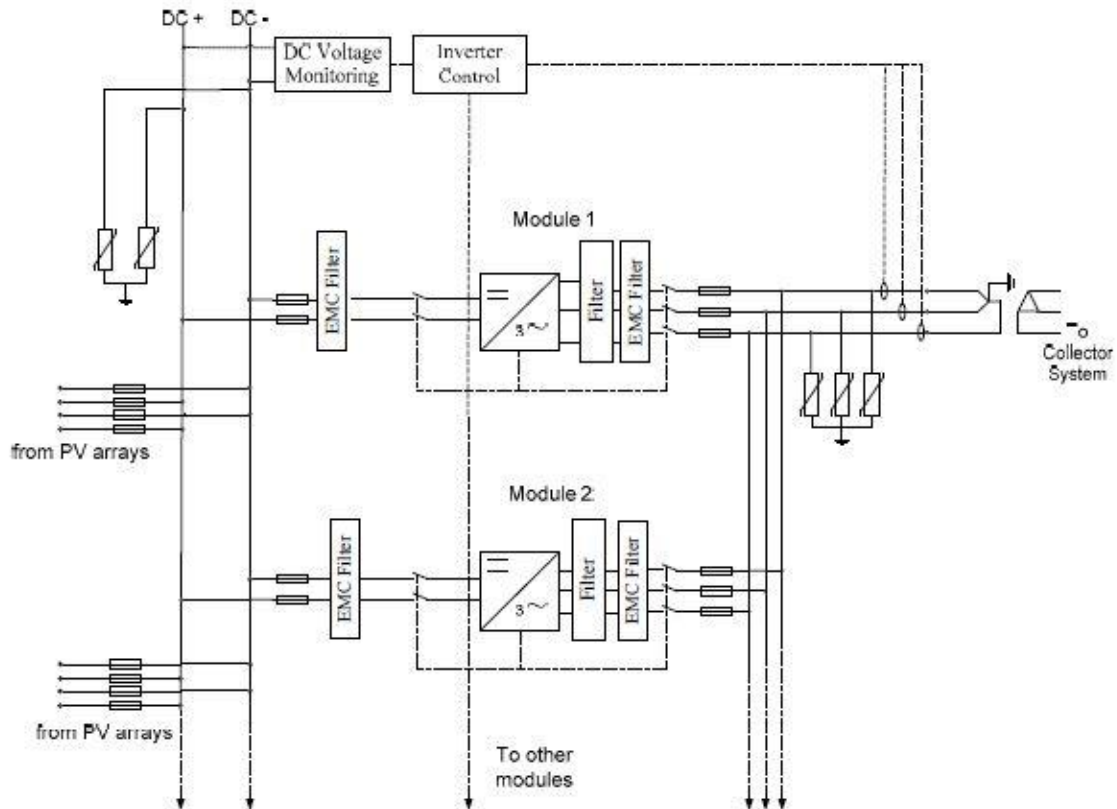 DC + DC -
DC Voltage
Monitoring
Inverter
Control
Module 1
EMC Filter
3 ~
Filter
EMC Filter
Collector
System
from PV arrays
Module 2
EMC Filter
3 ~
Filter
EMC Filter
from PV arrays
To other
modules